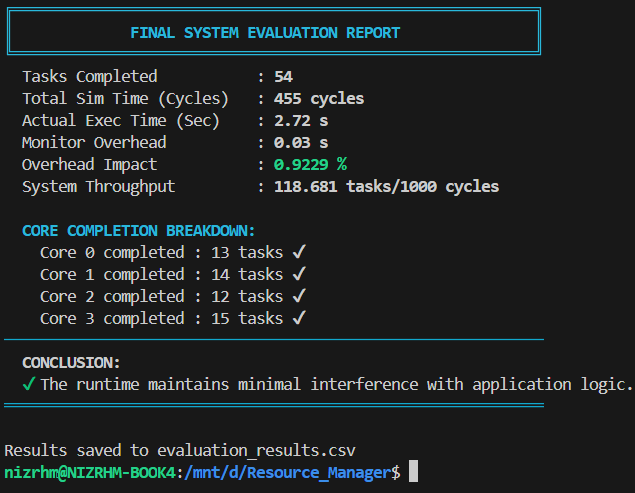 FINAL SYSTEM EVALUATION REPORT
Tasks Completed : 54
Total Sim Time (Cycles) : 455 cycles
Actual Exec Time (Sec) : 2.72 s
Monitor Overhead : 0.03 s
Overhead Impact : 0.9229 %
System Throughput : 118.681 tasks/1000 cycles
CORE COMPLETION BREAKDOWN:
Core 0 completed : 13 tasks ✓
Core 1 completed : 14 tasks ✓
Core 2 completed : 12 tasks ✓
Core 3 completed : 15 tasks ✓
CONCLUSION:
✓ The runtime maintains minimal interference with application logic.
Results saved to evaluation_results.csv
nizrhm@NIZRHM-BOOK4:/mnt/d/Resource_Manager$